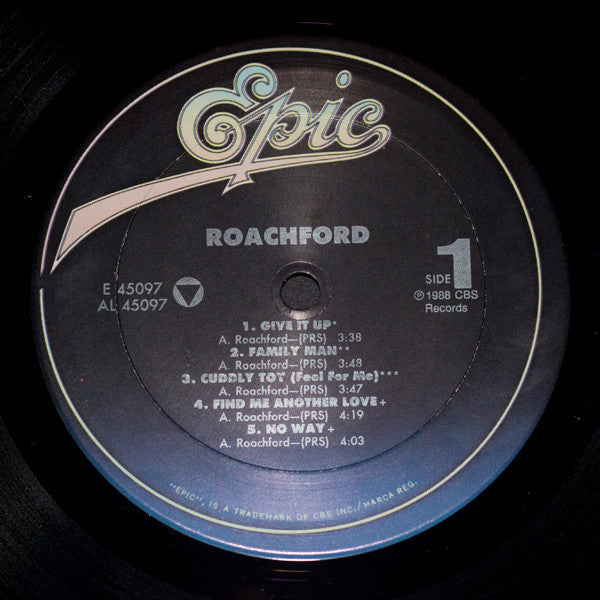 Epic
ROACHFORD
E 45097
AL 45097
SIDE 1
℗ 1988 CBS
Records
1. GIVE IT UP*
A. Roachford—(PRS) 3:38
2. FAMILY MAN**
A. Roachford—(PRS) 3:48
3. CUDDLY TOY (Feel For Me)***
A. Roachford—(PRS) 3:47
4. FIND ME ANOTHER LOVE+
A. Roachford—(PRS) 4:19
5. NO WAY+
A. Roachford—(PRS) 4:03
"EPIC", IS A TRADEMARK OF CBS INC./MARCA REG.